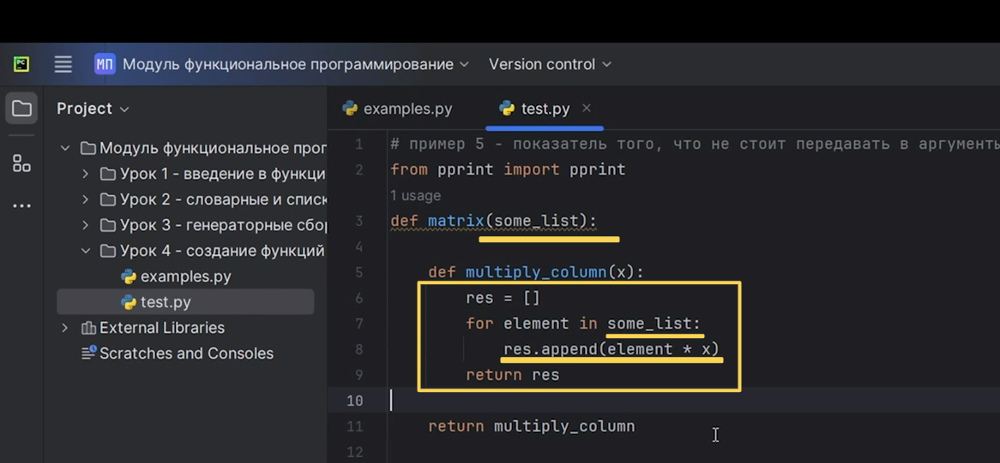 PC
МП Модуль функциональное программирование Version control
Project
Модуль функциональное прог
Урок 1 - введение в функци
Урок 2 - словарные и списк
Урок 3 - генераторные сбор
Урок 4 - создание функций
examples.py
test.py
External Libraries
Scratches and Consoles
examples.py test.py
1 # пример 5 - показатель того, что не стоит передавать в аргументы
2 from pprint import pprint
1 usage
3 def matrix(some_list):
4
5 def multiply_column(x):
6 res = []
7 for element in some_list:
8 res.append(element * x)
9 return res
10
11 return multiply_column
12